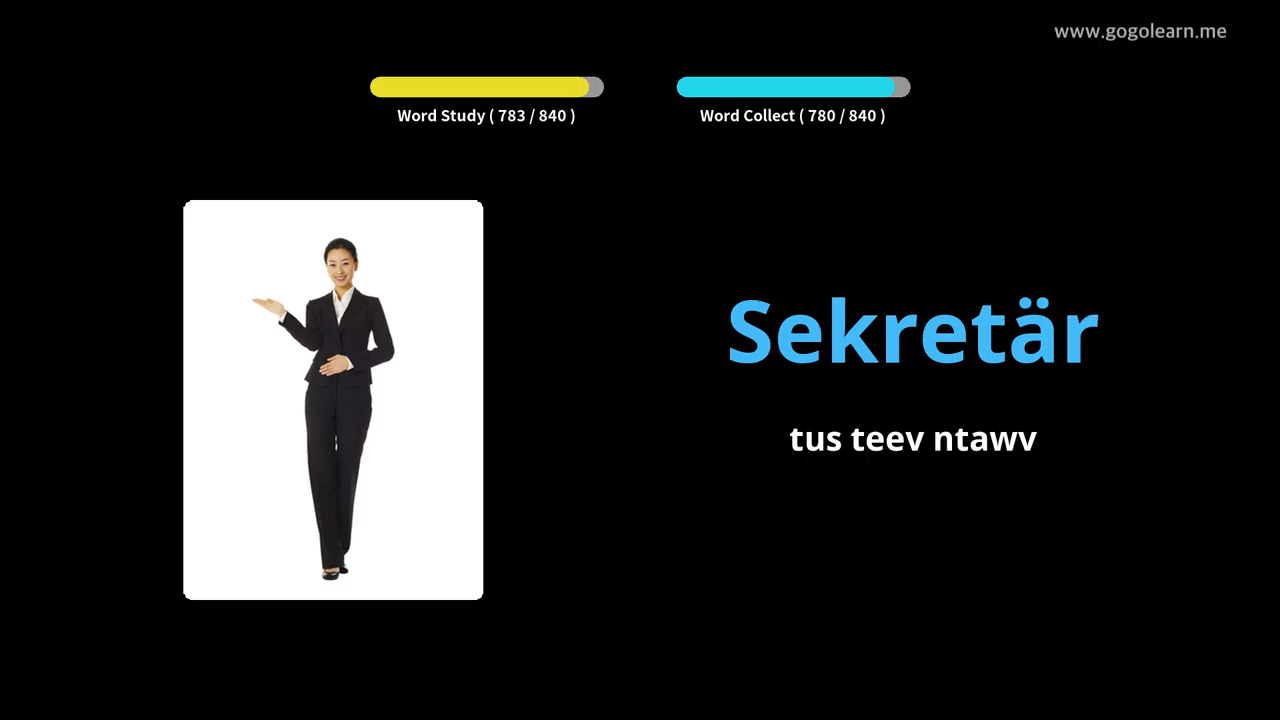 www.gogolearn.me
Word Study ( 783 / 840 )
Word Collect ( 780 / 840 )
Sekretär
tus teev ntawv